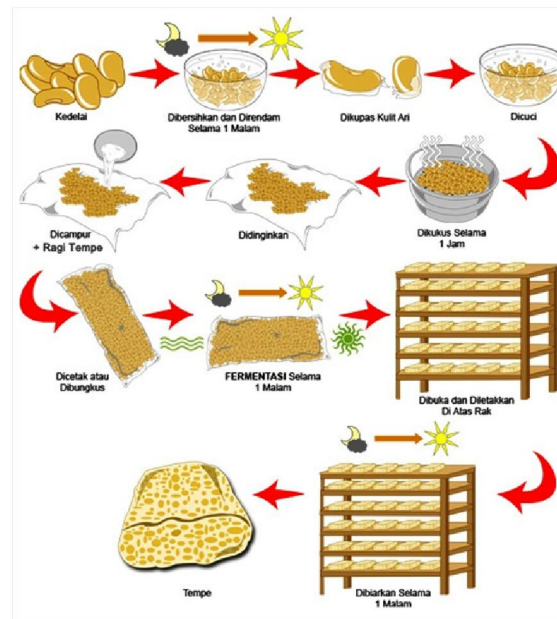 Kedelai
Dibersihkan dan Direndam
Selama 1 Malam
Dikupas Kulit Ari
Dicuci
Dicampur
+ Ragi Tempe
Didinginkan
Dikukus Selama
1 Jam
Dicetak atau
Dibungkus
FERMENTASI Selama
1 Malam
Dibuka dan Diletakkan
Di Atas Rak
Tempe
Dibiarkan Selama
1 Malam